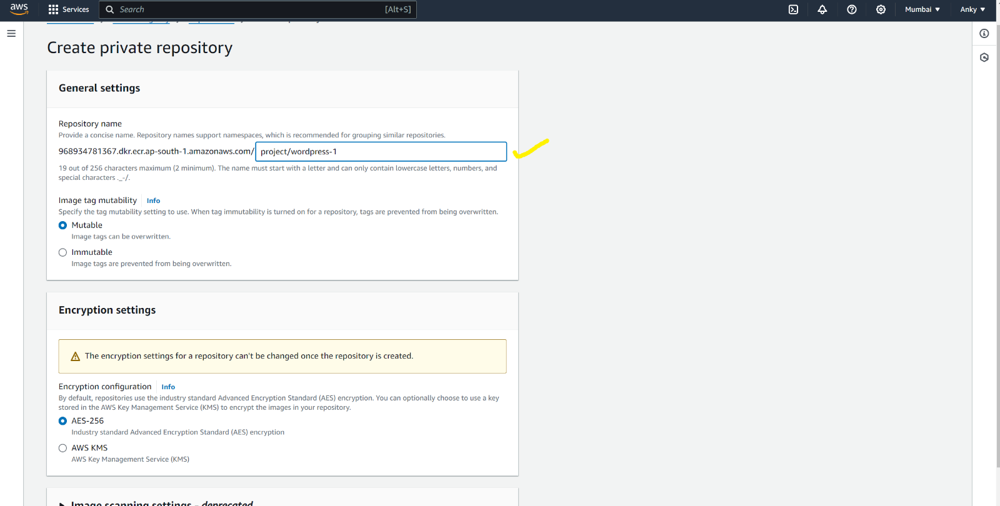 aws
Services
Search
[Alt+S]
Mumbai ▼
Anky ▼
Create private repository
General settings
Repository name
Provide a concise name. Repository names support namespaces, which is recommended for grouping similar repositories.
968934781367.dkr.ecr.ap-south-1.amazonaws.com/ project/wordpress-1
19 out of 256 characters maximum (2 minimum). The name must start with a letter and can only contain lowercase letters, numbers, and
special characters ._-/.
Image tag mutability Info
Specify the tag mutability setting to use. When tag immutability is turned on for a repository, tags are prevented from being overwritten.
Mutable
Image tags can be overwritten.
Immutable
Image tags are prevented from being overwritten.
Encryption settings
The encryption settings for a repository can't be changed once the repository is created.
Encryption configuration Info
By default, repositories use the industry standard Advanced Encryption Standard (AES) encryption. You can optionally choose to use a key
stored in the AWS Key Management Service (KMS) to encrypt the images in your repository.
AES-256
Industry standard Advanced Encryption Standard (AES) encryption
AWS KMS
AWS Key Management Service (KMS)
Image scanning settings - deprecated